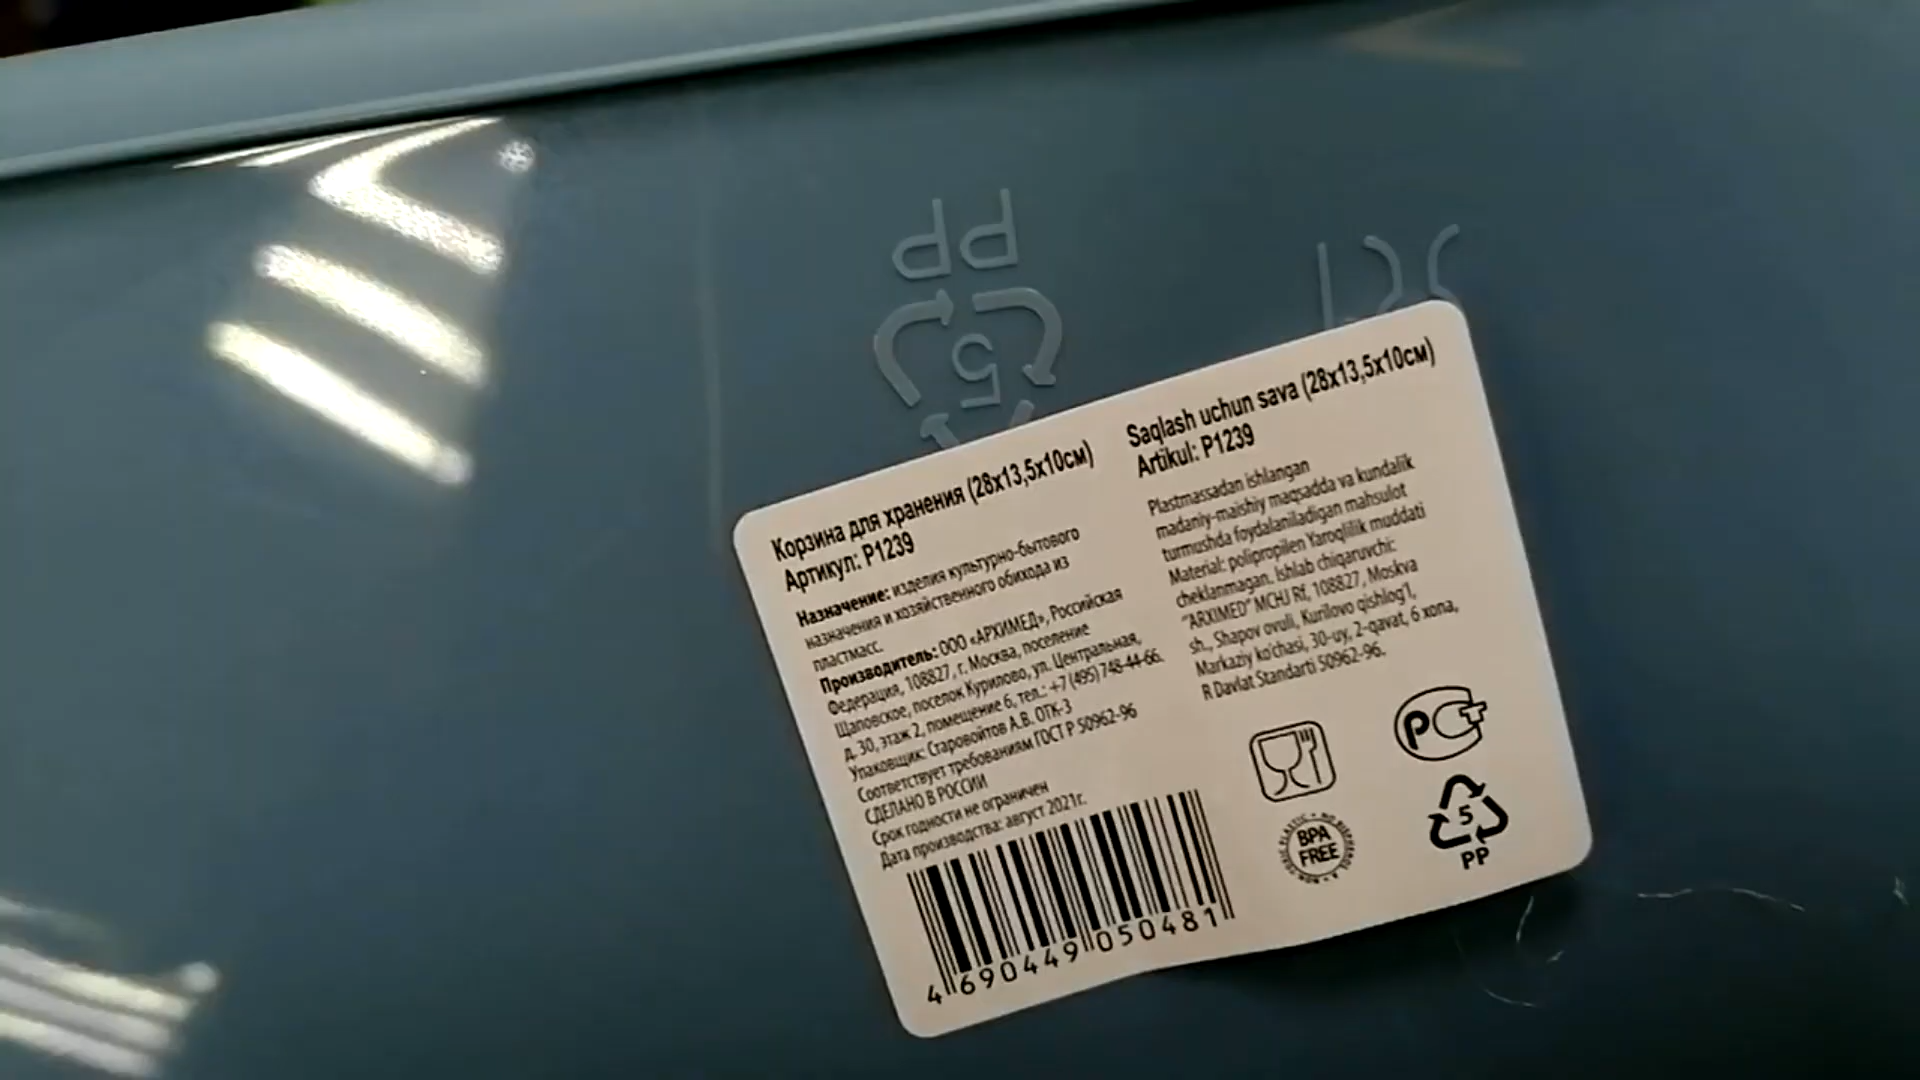 PP
5
Корзина для хранения (28х13,5х10см)
Артикул: Р1239
Назначение: изделия культурно-бытового
назначения и хозяйственного обихода из
пластмасс.
Производитель: ООО «АРХИМЕД», Российская
Федерация, 108827, г. Москва, поселение
Щаповское, поселок Курилово, ул. Центральная,
д. 30, этаж 2, помещение 6, тел.: +7 (495) 748-44-66.
Упаковщик: Старовойтов А.В. ОТК-3
Соответствует требованиям ГОСТ Р 50962-96
СДЕЛАНО В РОССИИ
Срок годности не ограничен
Дата производства: август 2021г.
4 690449 050481
Saqlash uchun sava (28x13,5x10см)
Artikul: P1239
Plastmassadan ishlangan
madaniy-maishiy maqsadda va kundalik
turmushda foydalaniladigan mahsulot
Material: polipropilen Yaroqlilik muddati
cheklanmagan. Ishlab chiqaruvchi:
"ARXIMED" MCHJ Rf, 108827, Moskva
sh., Shapov ovuli, Kurilovo qishlog'I,
Markaziy ko'chasi, 30-uy, 2-qavat, 6 xona,
R Davlat Standarti 50962-96.
РСТ
BPA
FREE
5
PP